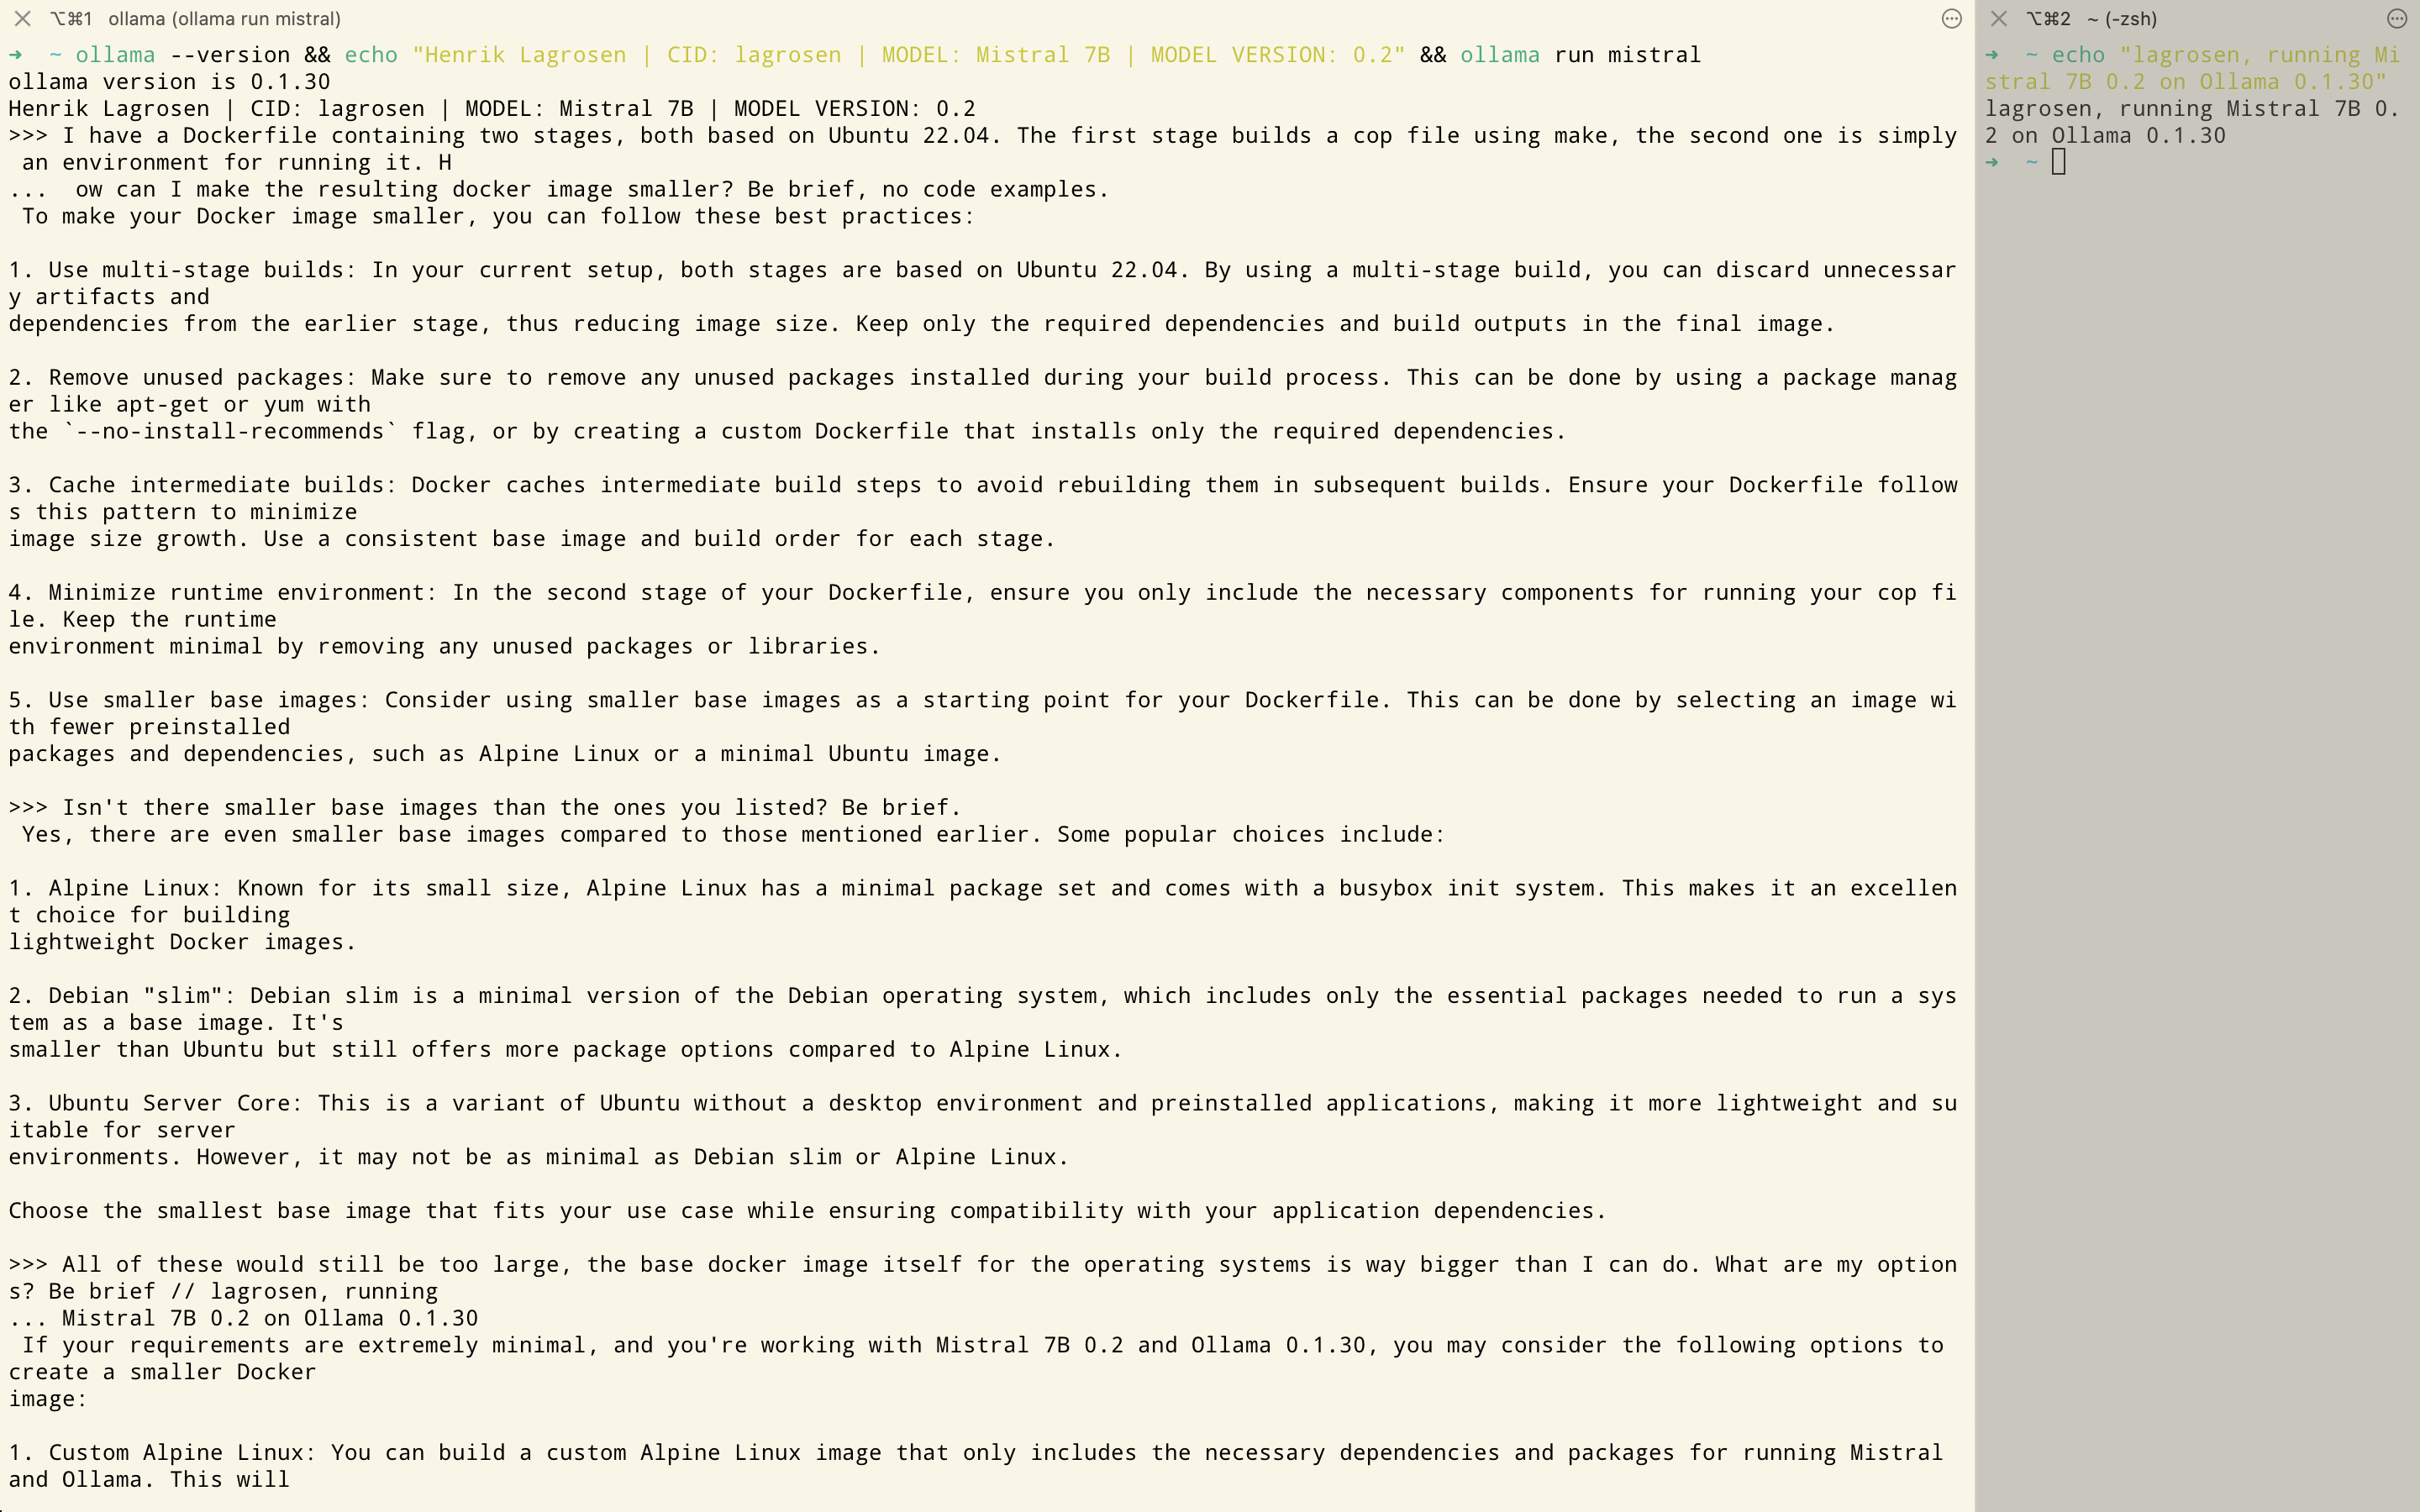 ⌥⌘1 ollama (ollama run mistral)
➜ ~ ollama --version && echo "Henrik Lagrosen | CID: lagrosen | MODEL: Mistral 7B | MODEL VERSION: 0.2" && ollama run mistral
ollama version is 0.1.30
Henrik Lagrosen | CID: lagrosen | MODEL: Mistral 7B | MODEL VERSION: 0.2
>>> I have a Dockerfile containing two stages, both based on Ubuntu 22.04. The first stage builds a cop file using make, the second one is simply
 an environment for running it. H
...  ow can I make the resulting docker image smaller? Be brief, no code examples.
 To make your Docker image smaller, you can follow these best practices:

1. Use multi-stage builds: In your current setup, both stages are based on Ubuntu 22.04. By using a multi-stage build, you can discard unnecessar
y artifacts and
dependencies from the earlier stage, thus reducing image size. Keep only the required dependencies and build outputs in the final image.

2. Remove unused packages: Make sure to remove any unused packages installed during your build process. This can be done by using a package manag
er like apt-get or yum with
the `--no-install-recommends` flag, or by creating a custom Dockerfile that installs only the required dependencies.

3. Cache intermediate builds: Docker caches intermediate build steps to avoid rebuilding them in subsequent builds. Ensure your Dockerfile follow
s this pattern to minimize
image size growth. Use a consistent base image and build order for each stage.

4. Minimize runtime environment: In the second stage of your Dockerfile, ensure you only include the necessary components for running your cop fi
le. Keep the runtime
environment minimal by removing any unused packages or libraries.

5. Use smaller base images: Consider using smaller base images as a starting point for your Dockerfile. This can be done by selecting an image wi
th fewer preinstalled
packages and dependencies, such as Alpine Linux or a minimal Ubuntu image.

>>> Isn't there smaller base images than the ones you listed? Be brief.
 Yes, there are even smaller base images compared to those mentioned earlier. Some popular choices include:

1. Alpine Linux: Known for its small size, Alpine Linux has a minimal package set and comes with a busybox init system. This makes it an excellen
t choice for building
lightweight Docker images.

2. Debian "slim": Debian slim is a minimal version of the Debian operating system, which includes only the essential packages needed to run a sys
tem as a base image. It's
smaller than Ubuntu but still offers more package options compared to Alpine Linux.

3. Ubuntu Server Core: This is a variant of Ubuntu without a desktop environment and preinstalled applications, making it more lightweight and su
itable for server
environments. However, it may not be as minimal as Debian slim or Alpine Linux.

Choose the smallest base image that fits your use case while ensuring compatibility with your application dependencies.

>>> All of these would still be too large, the base docker image itself for the operating systems is way bigger than I can do. What are my option
s? Be brief // lagrosen, running
... Mistral 7B 0.2 on Ollama 0.1.30
 If your requirements are extremely minimal, and you're working with Mistral 7B 0.2 and Ollama 0.1.30, you may consider the following options to
create a smaller Docker
image:

1. Custom Alpine Linux: You can build a custom Alpine Linux image that only includes the necessary dependencies and packages for running Mistral
and Ollama. This will
⌥⌘2 ~ (-zsh)
➜ ~ echo "lagrosen, running Mi
stral 7B 0.2 on Ollama 0.1.30"
lagrosen, running Mistral 7B 0.
2 on Ollama 0.1.30
➜ ~